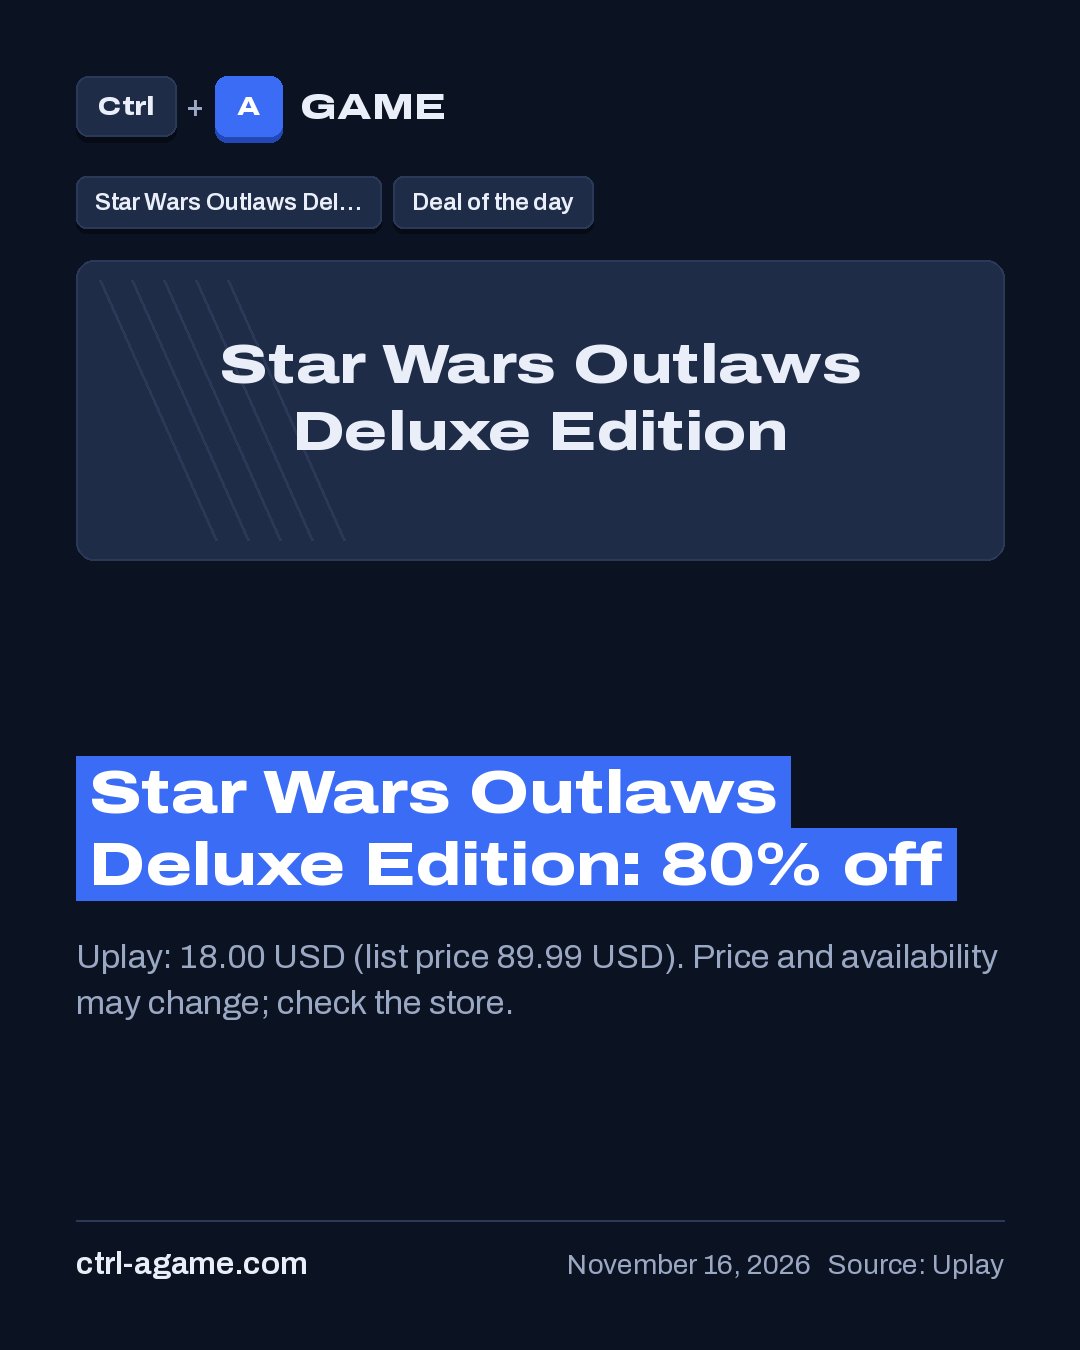 Ctrl + A GAME
Star Wars Outlaws Del… Deal of the day
Star Wars Outlaws
Deluxe Edition
Star Wars Outlaws
Deluxe Edition: 80% off
Uplay: 18.00 USD (list price 89.99 USD). Price and availability
may change; check the store.
ctrl-agame.com November 16, 2026 Source: Uplay